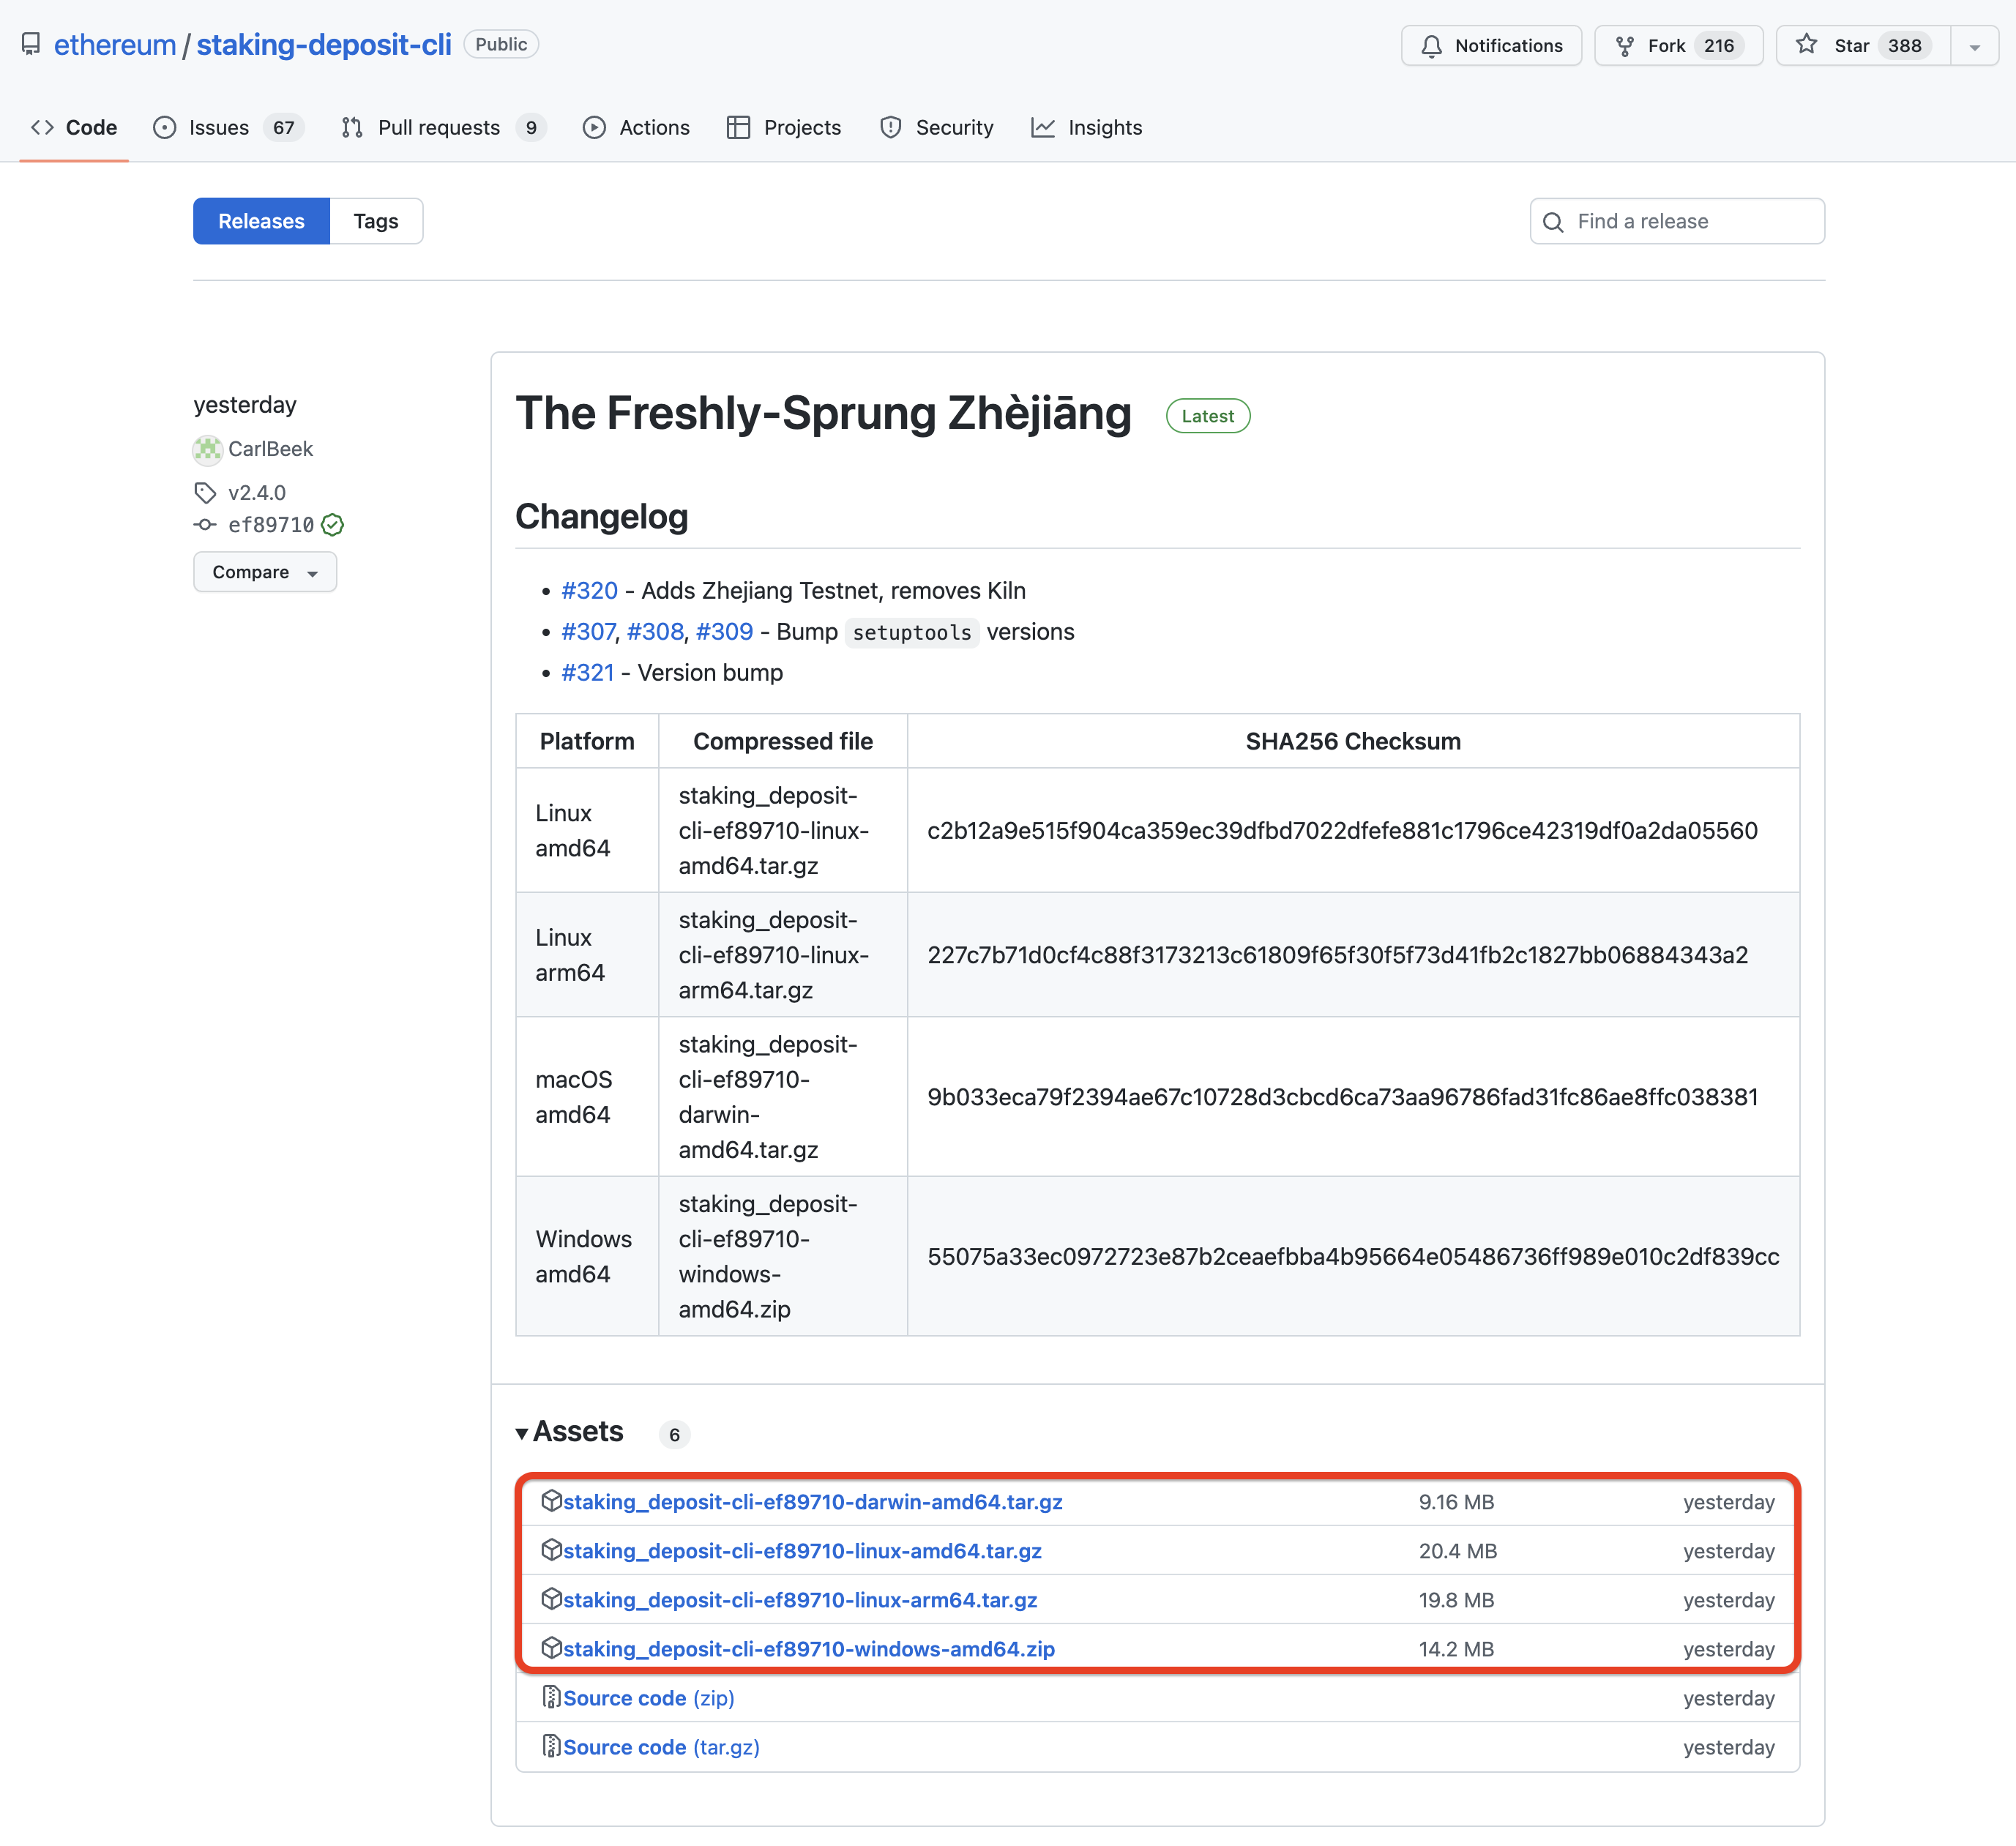 ethereum / staking-deposit-cli Public
Notifications Fork 216 Star 388
Code Issues 67 Pull requests 9 Actions Projects Security Insights
Releases Tags
Find a release
yesterday
CarlBeek
v2.4.0
ef89710
Compare
The Freshly-Sprung Zhèjiāng Latest
Changelog
• #320 - Adds Zhejiang Testnet, removes Kiln
• #307, #308, #309 - Bump setuptools versions
• #321 - Version bump
Platform Compressed file SHA256 Checksum
Linux
amd64
staking_deposit-
cli-ef89710-linux-
amd64.tar.gz
c2b12a9e515f904ca359ec39dfbd7022dfefe881c1796ce42319df0a2da05560
Linux
arm64
staking_deposit-
cli-ef89710-linux-
arm64.tar.gz
227c7b71d0cf4c88f3173213c61809f65f30f5f73d41fb2c1827bb06884343a2
macOS
amd64
staking_deposit-
cli-ef89710-
darwin-
amd64.tar.gz
9b033eca79f2394ae67c10728d3cbcd6ca73aa96786fad31fc86ae8ffc038381
Windows
amd64
staking_deposit-
cli-ef89710-
windows-
amd64.zip
55075a33ec0972723e87b2ceaefbba4b95664e05486736ff989e010c2df839cc
Assets 6
staking_deposit-cli-ef89710-darwin-amd64.tar.gz 9.16 MB yesterday
staking_deposit-cli-ef89710-linux-amd64.tar.gz 20.4 MB yesterday
staking_deposit-cli-ef89710-linux-arm64.tar.gz 19.8 MB yesterday
staking_deposit-cli-ef89710-windows-amd64.zip 14.2 MB yesterday
Source code (zip) yesterday
Source code (tar.gz) yesterday